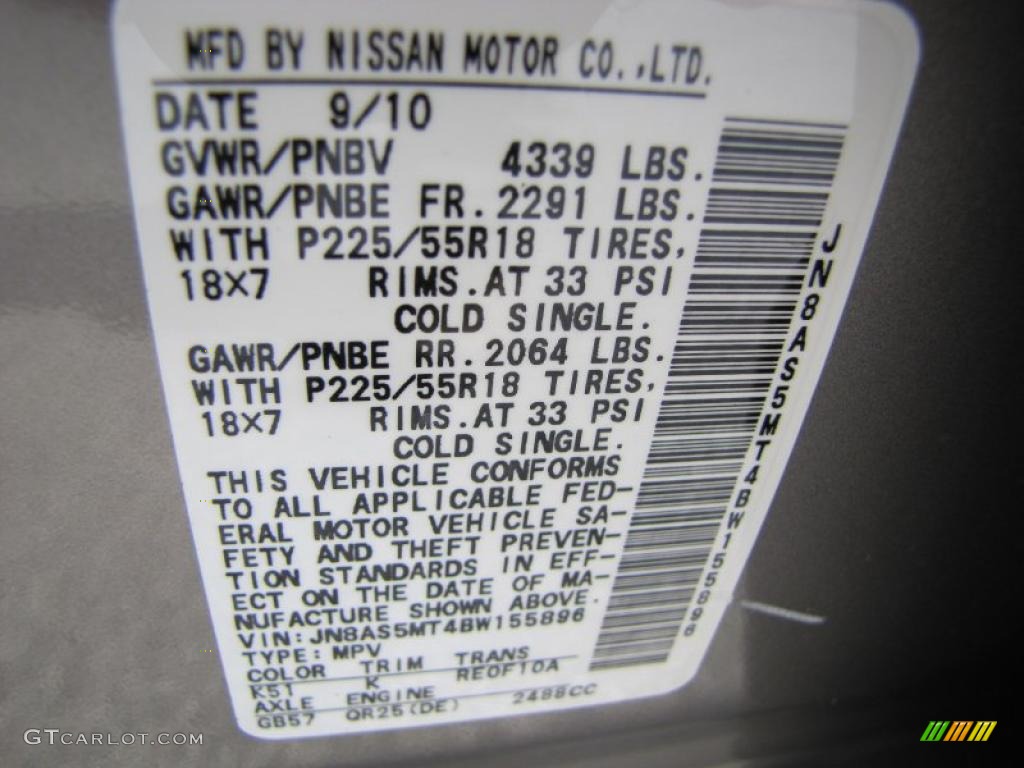 MFD BY NISSAN MOTOR CO.,LTD.
DATE 9/10
GVWR/PNBV 4339 LBS.
GAWR/PNBE FR. 2291 LBS.
WITH P225/55R18 TIRES,
18X7 RIMS.AT 33 PSI
COLD SINGLE.
GAWR/PNBE RR. 2064 LBS.
WITH P225/55R18 TIRES,
18X7 RIMS.AT 33 PSI
COLD SINGLE.
THIS VEHICLE CONFORMS
TO ALL APPLICABLE FED-
ERAL MOTOR VEHICLE SA-
FETY AND THEFT PREVEN-
TION STANDARDS IN EFF-
ECT ON THE DATE OF MA-
NUFACTURE SHOWN ABOVE.
VIN:JN8AS5MT4BW155896
TYPE:MPV
COLOR TRIM TRANS
K51 K RE0F10A
AXLE ENGINE
GB57 QR25(DE) 2488CC
JN8AS5MT4BW155896
GTCARLOT.COM